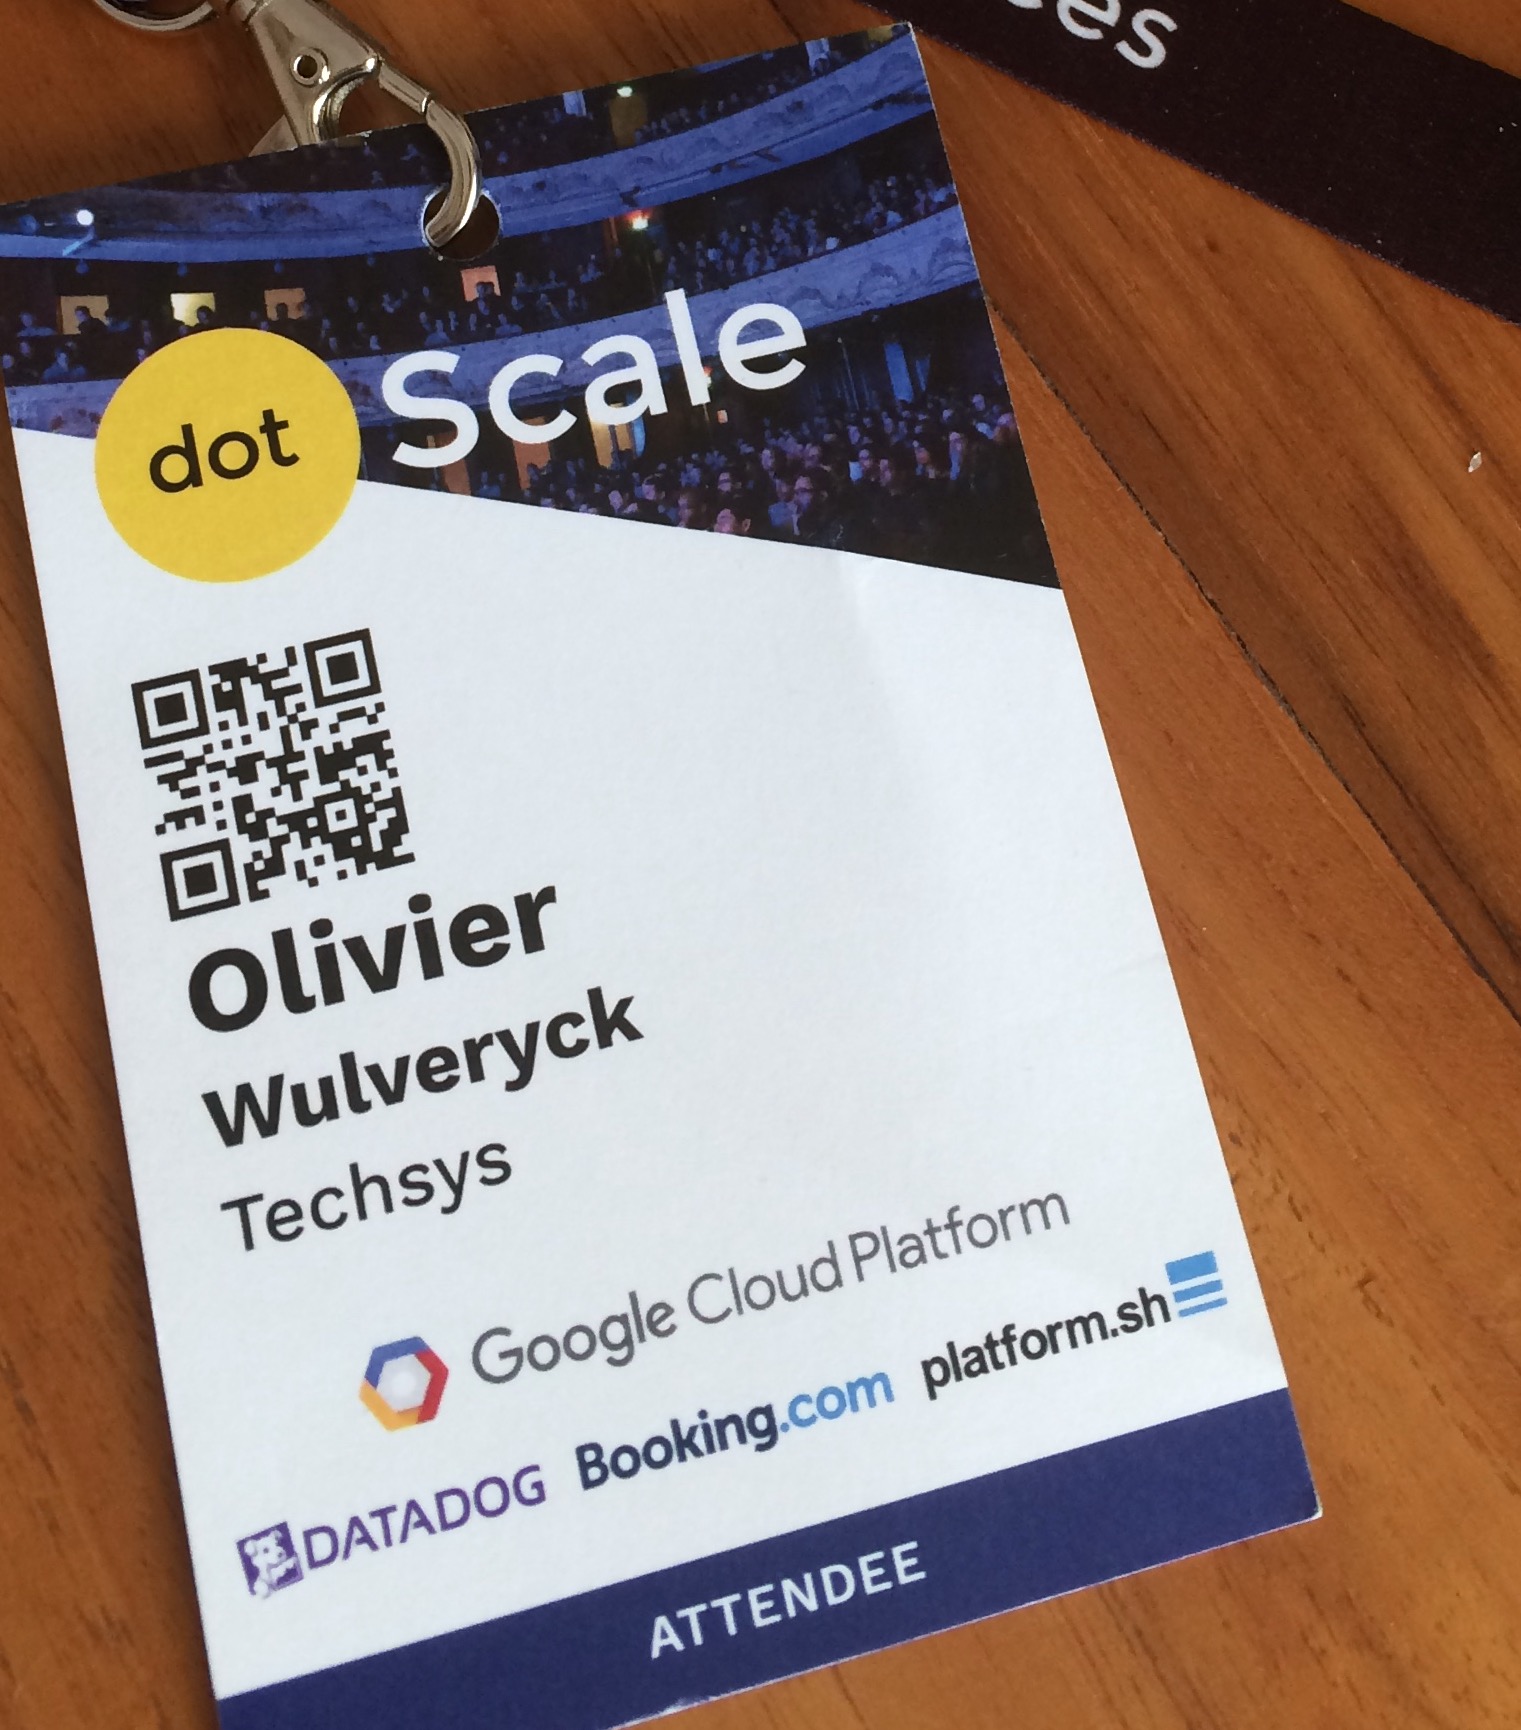 dot Scale
Olivier
Wulveryck
Techsys
Google Cloud Platform
DATADOG Booking.com platform.sh
ATTENDEE